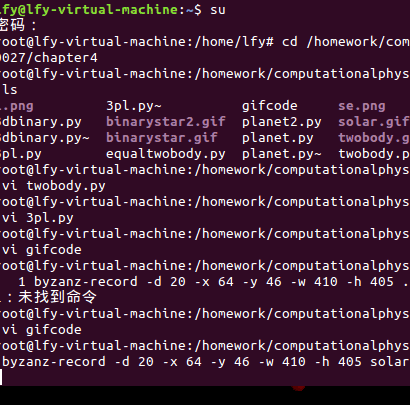 lfy@lfy-virtual-machine:~$ su
密码：
root@lfy-virtual-machine:/home/lfy# cd /homework/com
0027/chapter4
root@lfy-virtual-machine:/homework/computationalphys
ls
.png 3pl.py~ gifcode se.png
3dbinary.py binarystar2.gif planet2.py solar.gif
3dbinary.py~ binarystar.gif planet.py twobody.g
3pl.py equaltwobody.py planet.py~ twobody.p
root@lfy-virtual-machine:/homework/computationalphys
vi twobody.py
root@lfy-virtual-machine:/homework/computationalphys
vi 3pl.py
root@lfy-virtual-machine:/homework/computationalphys
vi gifcode
root@lfy-virtual-machine:/homework/computationalphys
1 byzanz-record -d 20 -x 64 -y 46 -w 410 -h 405 .
：未找到命令
root@lfy-virtual-machine:/homework/computationalphys
vi gifcode
root@lfy-virtual-machine:/homework/computationalphys
byzanz-record -d 20 -x 64 -y 46 -w 410 -h 405 solar